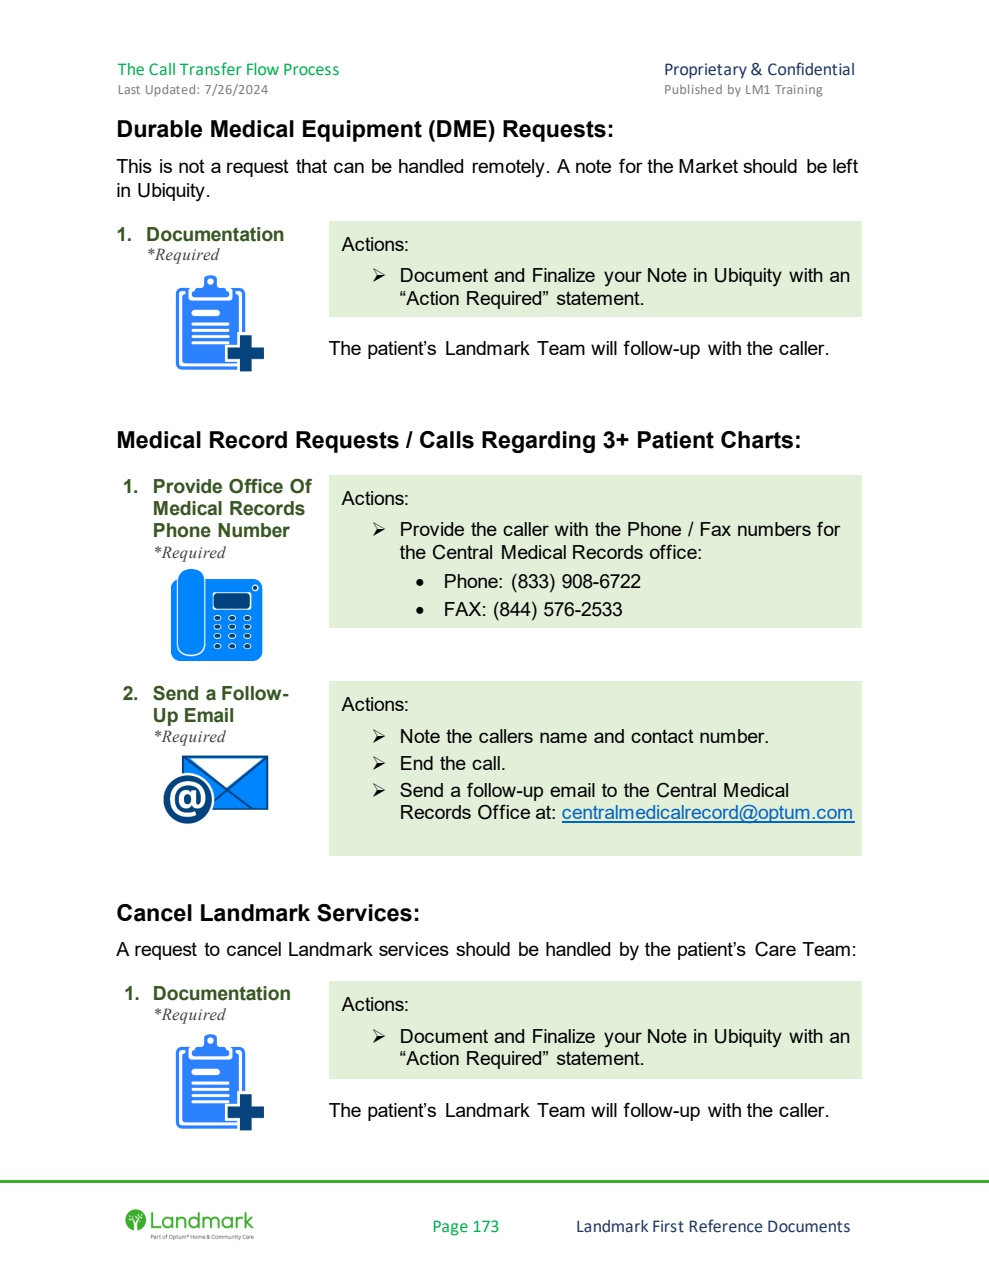 The Call Transfer Flow Process
Proprietary & Confidential
Last Updated: 7/26/2024
Published by LM1 Training
Durable Medical Equipment (DME) Requests:
This is not a request that can be handled remotely. A note for the Market should be left
in Ubiquity.
1. Documentation
*Required
Actions:
➢ Document and Finalize your Note in Ubiquity with an
“Action Required” statement.
The patient’s Landmark Team will follow-up with the caller.
Medical Record Requests / Calls Regarding 3+ Patient Charts:
1. Provide Office Of
Medical Records
Phone Number
*Required
Actions:
➢ Provide the caller with the Phone / Fax numbers for
the Central Medical Records office:
• Phone: (833) 908-6722
• FAX: (844) 576-2533
2. Send a Follow-
Up Email
*Required
@
Actions:
➢ Note the callers name and contact number.
➢ End the call.
➢ Send a follow-up email to the Central Medical
Records Office at: centralmedicalrecord@optum.com
Cancel Landmark Services:
A request to cancel Landmark services should be handled by the patient’s Care Team:
1. Documentation
*Required
Actions:
➢ Document and Finalize your Note in Ubiquity with an
“Action Required” statement.
The patient’s Landmark Team will follow-up with the caller.
Landmark
Part of Optum® Home & Community Care
Page 173
Landmark First Reference Documents